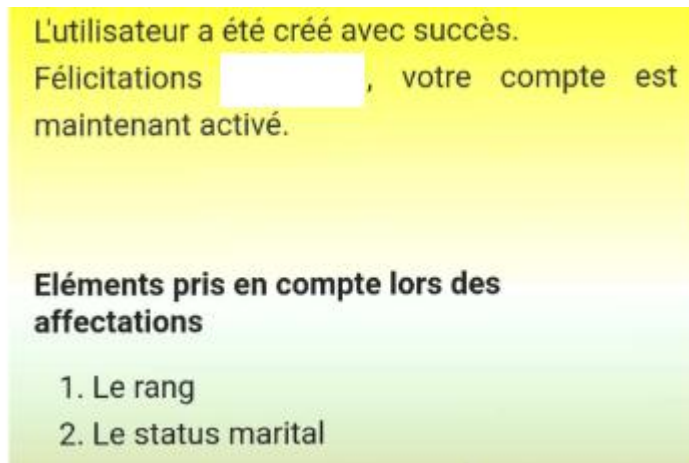 L'utilisateur a été créé avec succès.
Félicitations , votre compte est
maintenant activé.
Eléments pris en compte lors des
affectations
1. Le rang
2. Le status marital